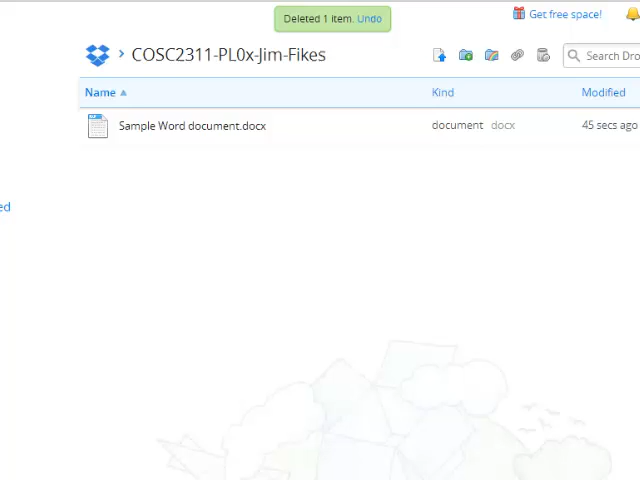 Deleted 1 item. Undo
Get free space!
COSC2311-PL0x-Jim-Fikes
Search Dro
Name Kind Modified
Sample Word document.docx document docx 45 secs ago
ed